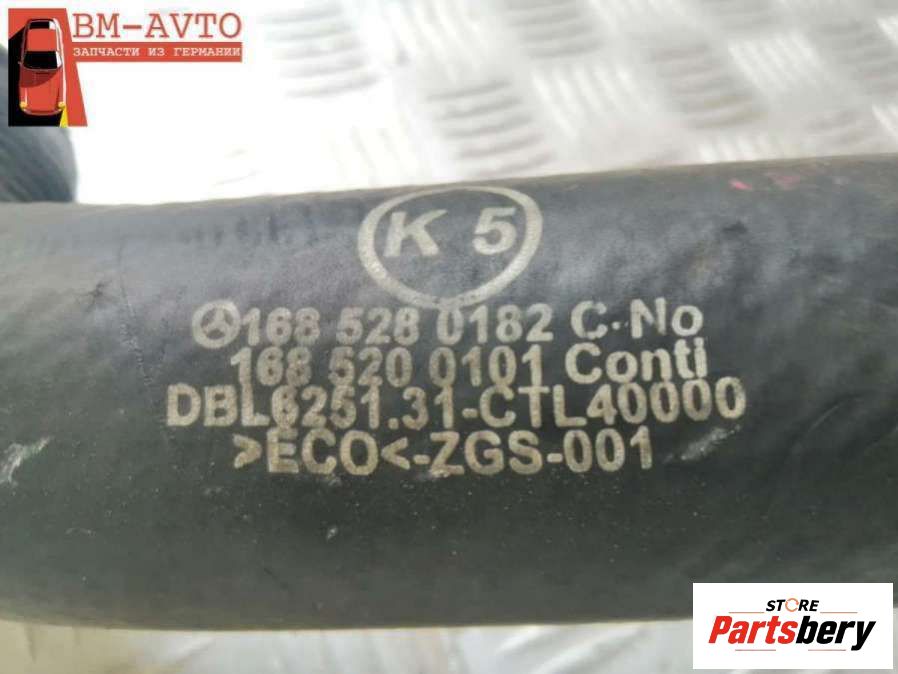 BM-AVTO
ЗАПЧАСТИ ИЗ ГЕРМАНИИ
K 5
168 528 0182 C.No
168 520 0101 Conti
DBL6251.31-CTL40000
>ECO<-ZGS-001
STORE
Partsbery